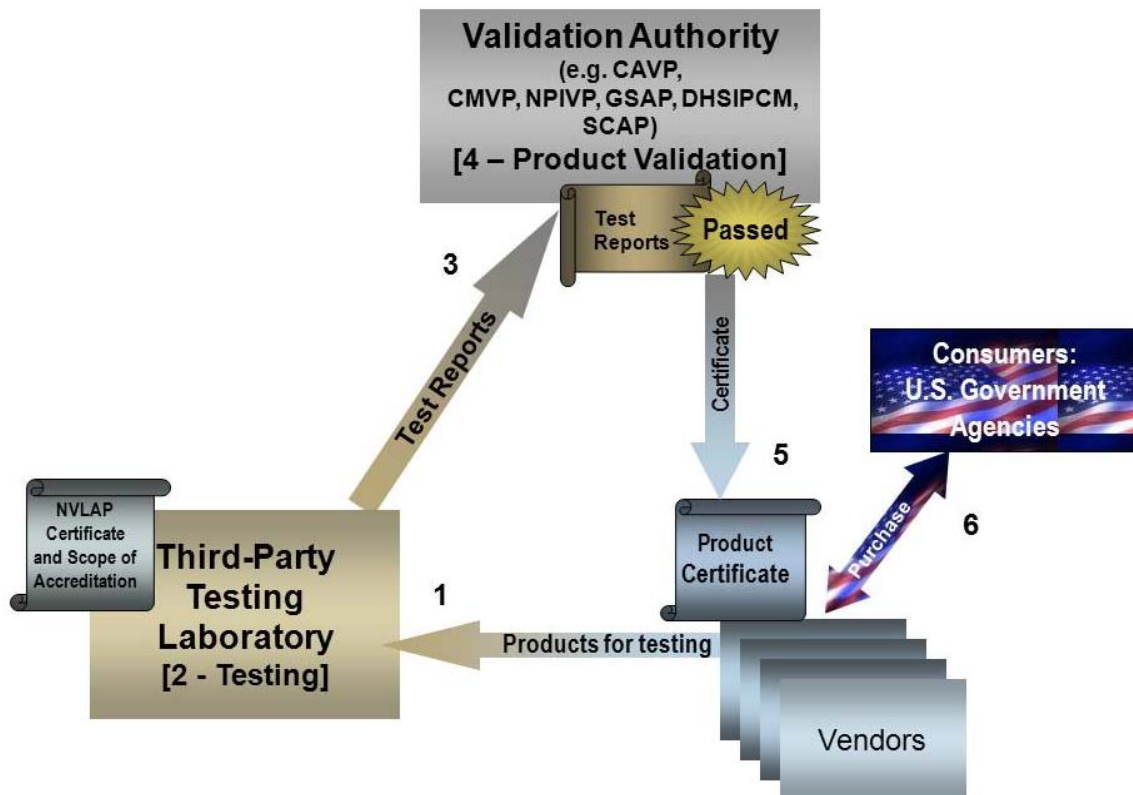 Validation Authority
(e.g. CAVP,
CMVP, NPIVP, GSAP, DHSIPCM,
SCAP)
[4 – Product Validation]
Test
Reports
Passed
3
Test Reports
Certificate
Consumers:
U.S. Government
Agencies
5
6
Purchase
NVLAP
Certificate
and Scope of
Accreditation
Third-Party
Testing
Laboratory
[2 - Testing]
Product
Certificate
1
Products for testing
Vendors